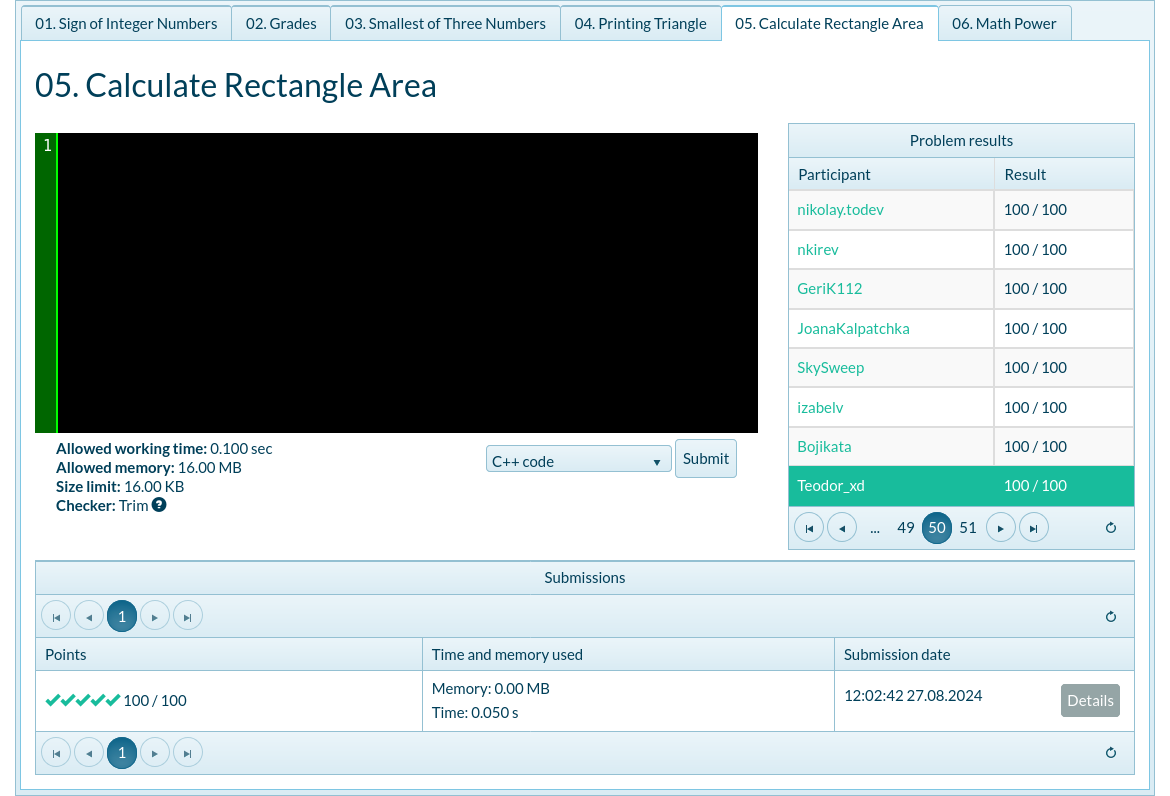 01. Sign of Integer Numbers
02. Grades
03. Smallest of Three Numbers
04. Printing Triangle
05. Calculate Rectangle Area
06. Math Power
05. Calculate Rectangle Area
1
Allowed working time: 0.100 sec
Allowed memory: 16.00 MB
Size limit: 16.00 KB
Checker: Trim
C++ code
Submit
Problem results
Participant Result
nikolay.todev 100 / 100
nkirev 100 / 100
GeriK112 100 / 100
JoanaKalpatchka 100 / 100
SkySweep 100 / 100
izabelv 100 / 100
Bojikata 100 / 100
Teodor_xd 100 / 100
... 49 50 51
Submissions
1
Points Time and memory used Submission date
100 / 100
Memory: 0.00 MB
Time: 0.050 s
12:02:42 27.08.2024
Details
1